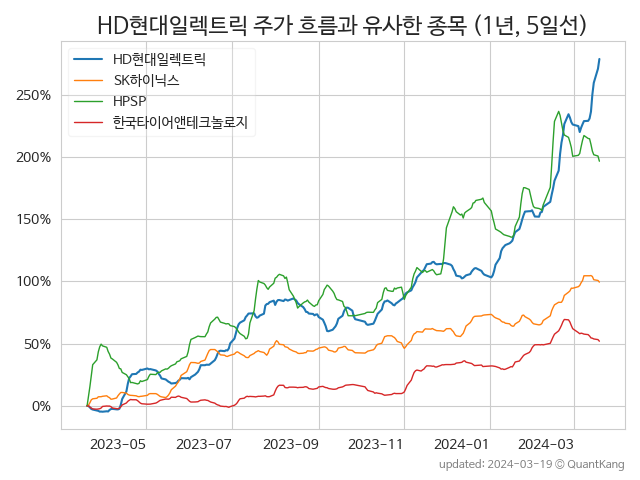 HD현대일렉트릭 주가 흐름과 유사한 종목 (1년, 5일선)
HD현대일렉트릭
SK하이닉스
HPSP
한국타이어앤테크놀로지
250%
200%
150%
100%
50%
0%
2023-05 2023-07 2023-09 2023-11 2024-01 2024-03
updated: 2024-03-19 © QuantKang